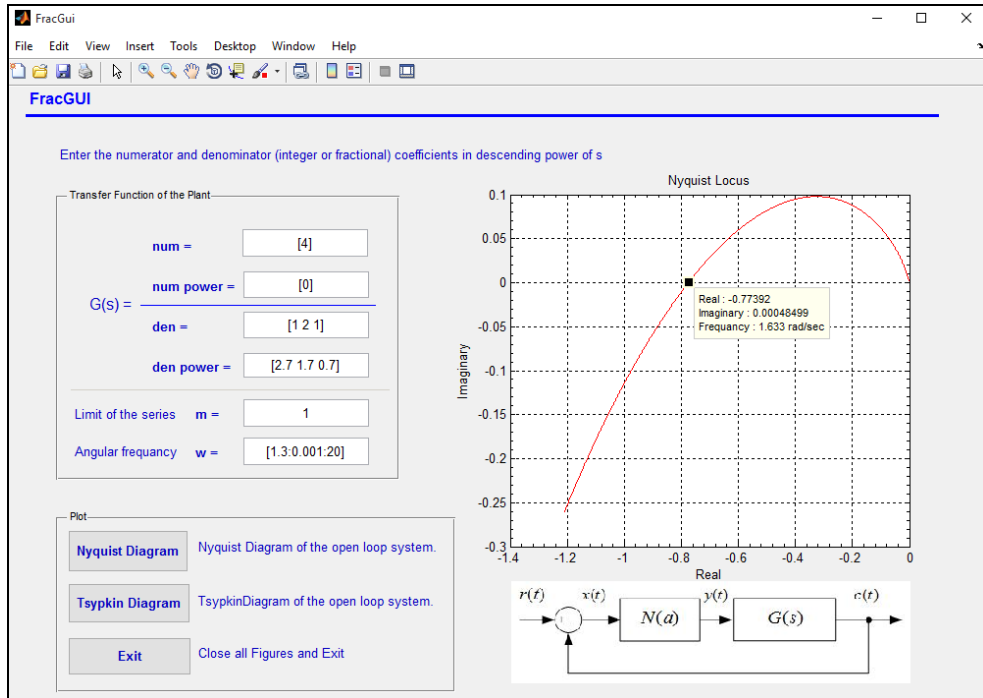 FracGui
File Edit View Insert Tools Desktop Window Help
FracGUI
Enter the numerator and denominator (integer or fractional) coefficients in descending power of s
Transfer Function of the Plant
num = [4]
num power = [0]
G(s) =
den = [1 2 1]
den power = [2.7 1.7 0.7]
Limit of the series m = 1
Angular frequancy w = [1.3:0.001:20]
Plot
Nyquist Diagram Nyquist Diagram of the open loop system.
Tsypkin Diagram TsypkinDiagram of the open loop system.
Exit Close all Figures and Exit
Nyquist Locus
0.1
0.05
0
-0.05
-0.1
-0.15
-0.2
-0.25
-0.3
Imaginary
Real : -0.77392
Imaginary : 0.00048499
Frequancy : 1.633 rad/sec
-1.4 -1.2 -1 -0.8 -0.6 -0.4 -0.2 0
Real
r(t) x(t) y(t) c(t)
N(a) G(s)